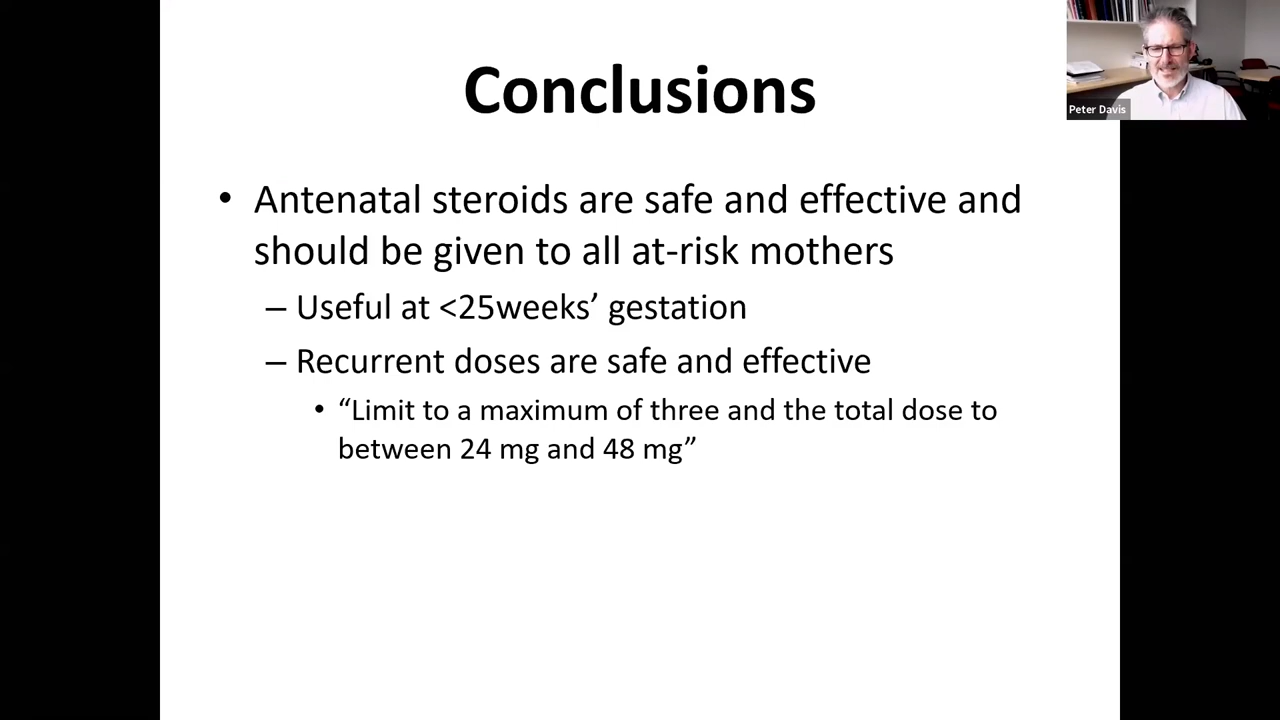 Conclusions
Peter Davis
• Antenatal steroids are safe and effective and
should be given to all at-risk mothers
– Useful at <25weeks’ gestation
– Recurrent doses are safe and effective
• “Limit to a maximum of three and the total dose to
between 24 mg and 48 mg”